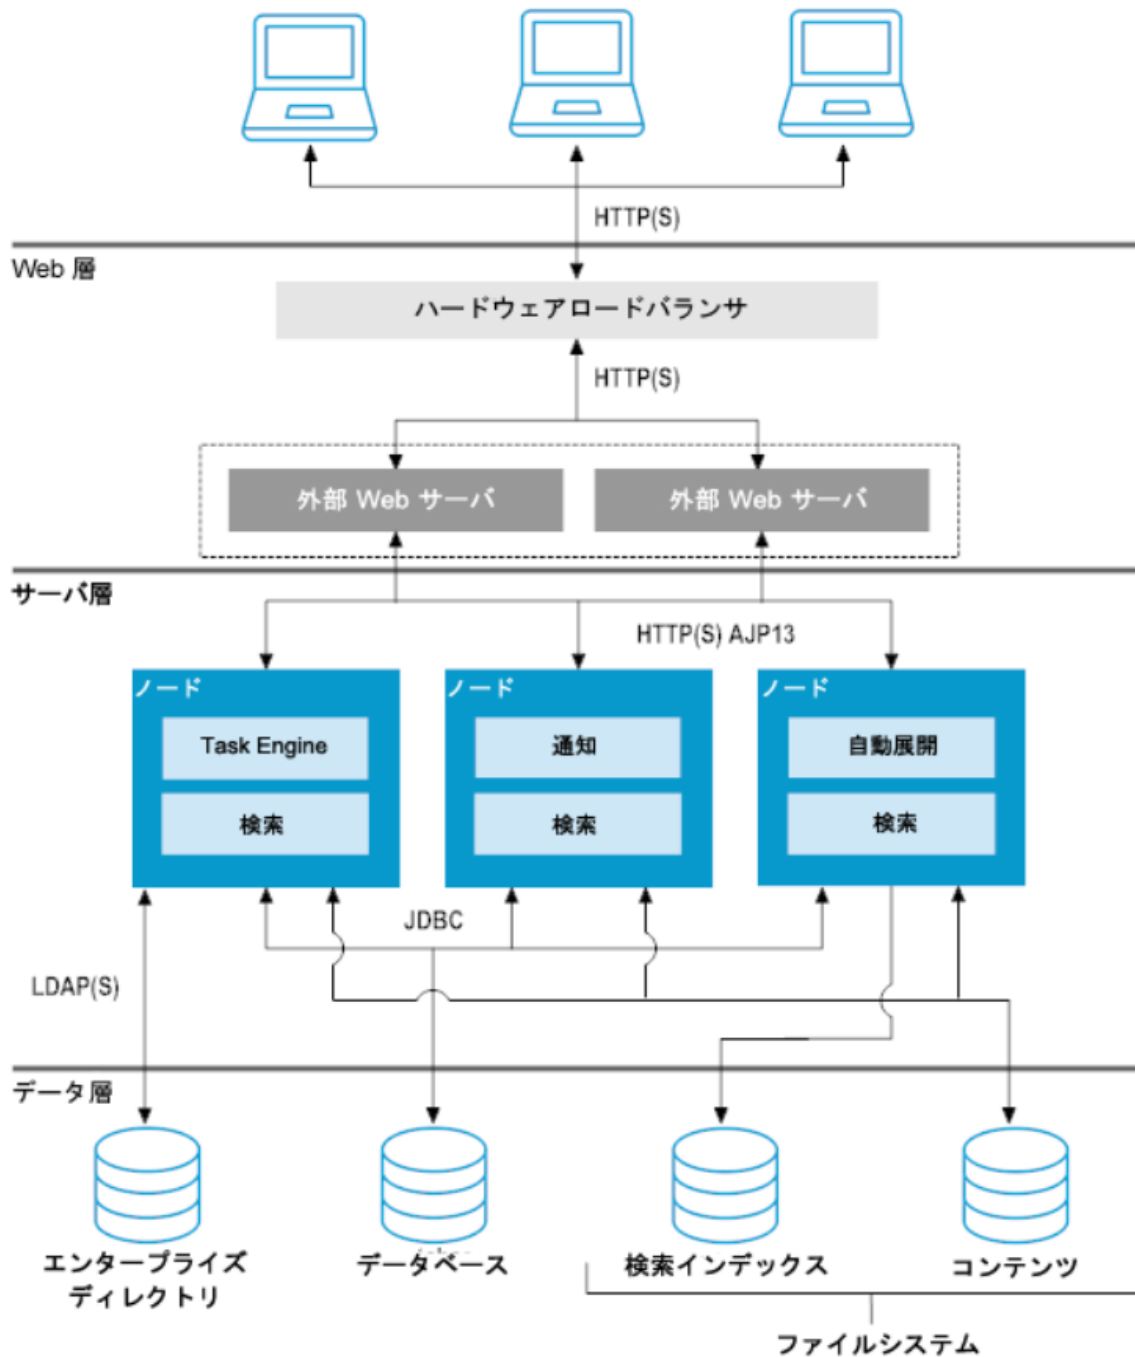 HTTP(S)
Web 層
ハードウェアロードバランサ
HTTP(S)
外部 Web サーバ
外部 Web サーバ
サーバ層
HTTP(S) AJP13
ノード
ノード
ノード
Task Engine
通知
自動展開
検索
検索
検索
JDBC
LDAP(S)
データ層
エンタープライズ
ディレクトリ
データベース
検索インデックス
コンテンツ
ファイルシステム